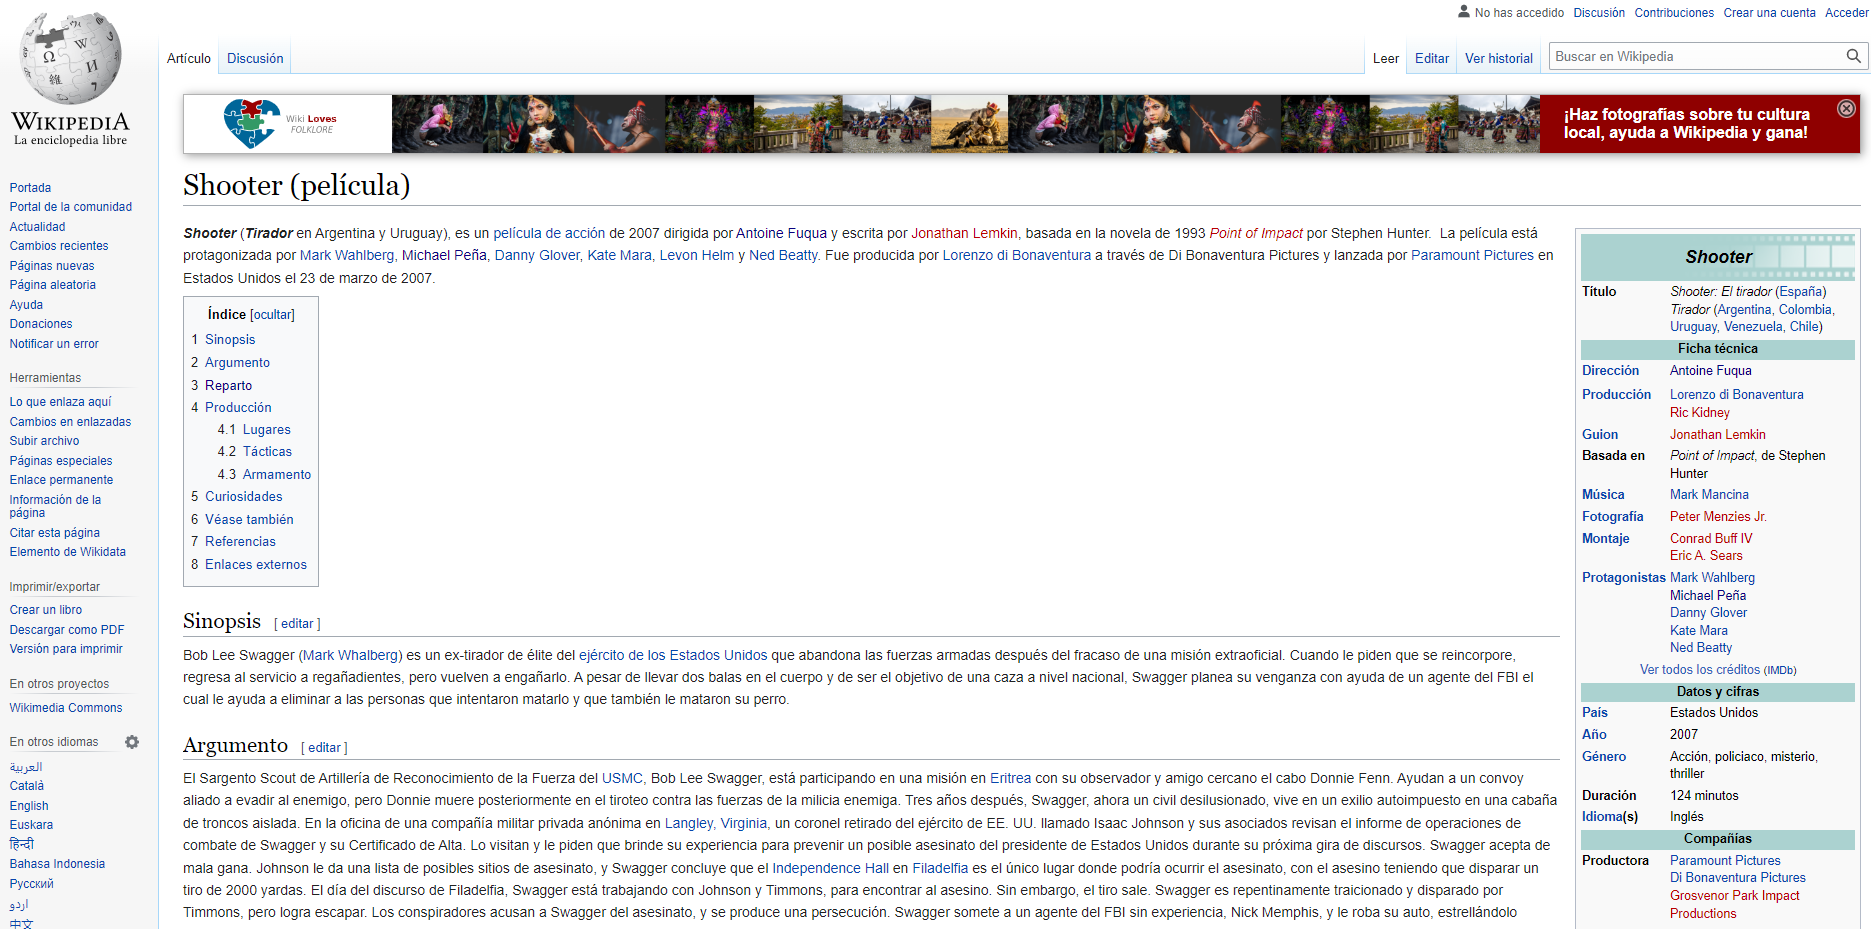 No has accedido Discusión Contribuciones Crear una cuenta Acceder
Artículo Discusión
Leer Editar Ver historial
Buscar en Wikipedia
WIKIPEDIA
La enciclopedia libre
Portada
Portal de la comunidad
Actualidad
Cambios recientes
Páginas nuevas
Página aleatoria
Ayuda
Donaciones
Notificar un error
Herramientas
Lo que enlaza aquí
Cambios en enlazadas
Subir archivo
Páginas especiales
Enlace permanente
Información de la
página
Citar esta página
Elemento de Wikidata
Imprimir/exportar
Crear un libro
Descargar como PDF
Versión para imprimir
En otros proyectos
Wikimedia Commons
En otros idiomas
العربية
Català
English
Euskara
हिन्दी
Bahasa Indonesia
Русский
اردو
中文
Wiki Loves
FOLKLORE
¡Haz fotografías sobre tu cultura
local, ayuda a Wikipedia y gana!
Shooter (película)
Shooter (Tirador en Argentina y Uruguay), es un película de acción de 2007 dirigida por Antoine Fuqua y escrita por Jonathan Lemkin, basada en la novela de 1993 Point of Impact por Stephen Hunter. La película está
protagonizada por Mark Wahlberg, Michael Peña, Danny Glover, Kate Mara, Levon Helm y Ned Beatty. Fue producida por Lorenzo di Bonaventura a través de Di Bonaventura Pictures y lanzada por Paramount Pictures en
Estados Unidos el 23 de marzo de 2007.
Índice [ocultar]
1 Sinopsis
2 Argumento
3 Reparto
4 Producción
4.1 Lugares
4.2 Tácticas
4.3 Armamento
5 Curiosidades
6 Véase también
7 Referencias
8 Enlaces externos
Sinopsis [ editar ]
Bob Lee Swagger (Mark Whalberg) es un ex-tirador de élite del ejército de los Estados Unidos que abandona las fuerzas armadas después del fracaso de una misión extraoficial. Cuando le piden que se reincorpore,
regresa al servicio a regañadientes, pero vuelven a engañarlo. A pesar de llevar dos balas en el cuerpo y de ser el objetivo de una caza a nivel nacional, Swagger planea su venganza con ayuda de un agente del FBI el
cual le ayuda a eliminar a las personas que intentaron matarlo y que también le mataron su perro.
Argumento [ editar ]
El Sargento Scout de Artillería de Reconocimiento de la Fuerza del USMC, Bob Lee Swagger, está participando en una misión en Eritrea con su observador y amigo cercano el cabo Donnie Fenn. Ayudan a un convoy
aliado a evadir al enemigo, pero Donnie muere posteriormente en el tiroteo contra las fuerzas de la milicia enemiga. Tres años después, Swagger, ahora un civil desilusionado, vive en un exilio autoimpuesto en una cabaña
de troncos aislada. En la oficina de una compañía militar privada anónima en Langley, Virginia, un coronel retirado del ejército de EE. UU. llamado Isaac Johnson y sus asociados revisan el informe de operaciones de
combate de Swagger y su Certificado de Alta. Lo visitan y le piden que brinde su experiencia para prevenir un posible asesinato del presidente de Estados Unidos durante su próxima gira de discursos. Swagger acepta de
mala gana. Johnson le da una lista de posibles sitios de asesinato, y Swagger concluye que el Independence Hall en Filadelfia es el único lugar donde podría ocurrir el asesinato, con el asesino teniendo que disparar un
tiro de 2000 yardas. El día del discurso de Filadelfia, Swagger está trabajando con Johnson y Timmons, para encontrar al asesino. Sin embargo, el tiro sale. Swagger es repentinamente traicionado y disparado por
Timmons, pero logra escapar. Los conspiradores acusan a Swagger del asesinato, y se produce una persecución. Swagger somete a un agente del FBI sin experiencia, Nick Memphis, y le roba su auto, estrellándolo
Shooter
Título Shooter: El tirador (España)
Tirador (Argentina, Colombia,
Uruguay, Venezuela, Chile)
Ficha técnica
Dirección Antoine Fuqua
Producción Lorenzo di Bonaventura
Ric Kidney
Guion Jonathan Lemkin
Basada en Point of Impact, de Stephen
Hunter
Música Mark Mancina
Fotografía Peter Menzies Jr.
Montaje Conrad Buff IV
Eric A. Sears
Protagonistas Mark Wahlberg
Michael Peña
Danny Glover
Kate Mara
Ned Beatty
Ver todos los créditos (IMDb)
Datos y cifras
País Estados Unidos
Año 2007
Género Acción, policiaco, misterio,
thriller
Duración 124 minutos
Idioma(s) Inglés
Compañías
Productora Paramount Pictures
Di Bonaventura Pictures
Grosvenor Park Impact
Productions